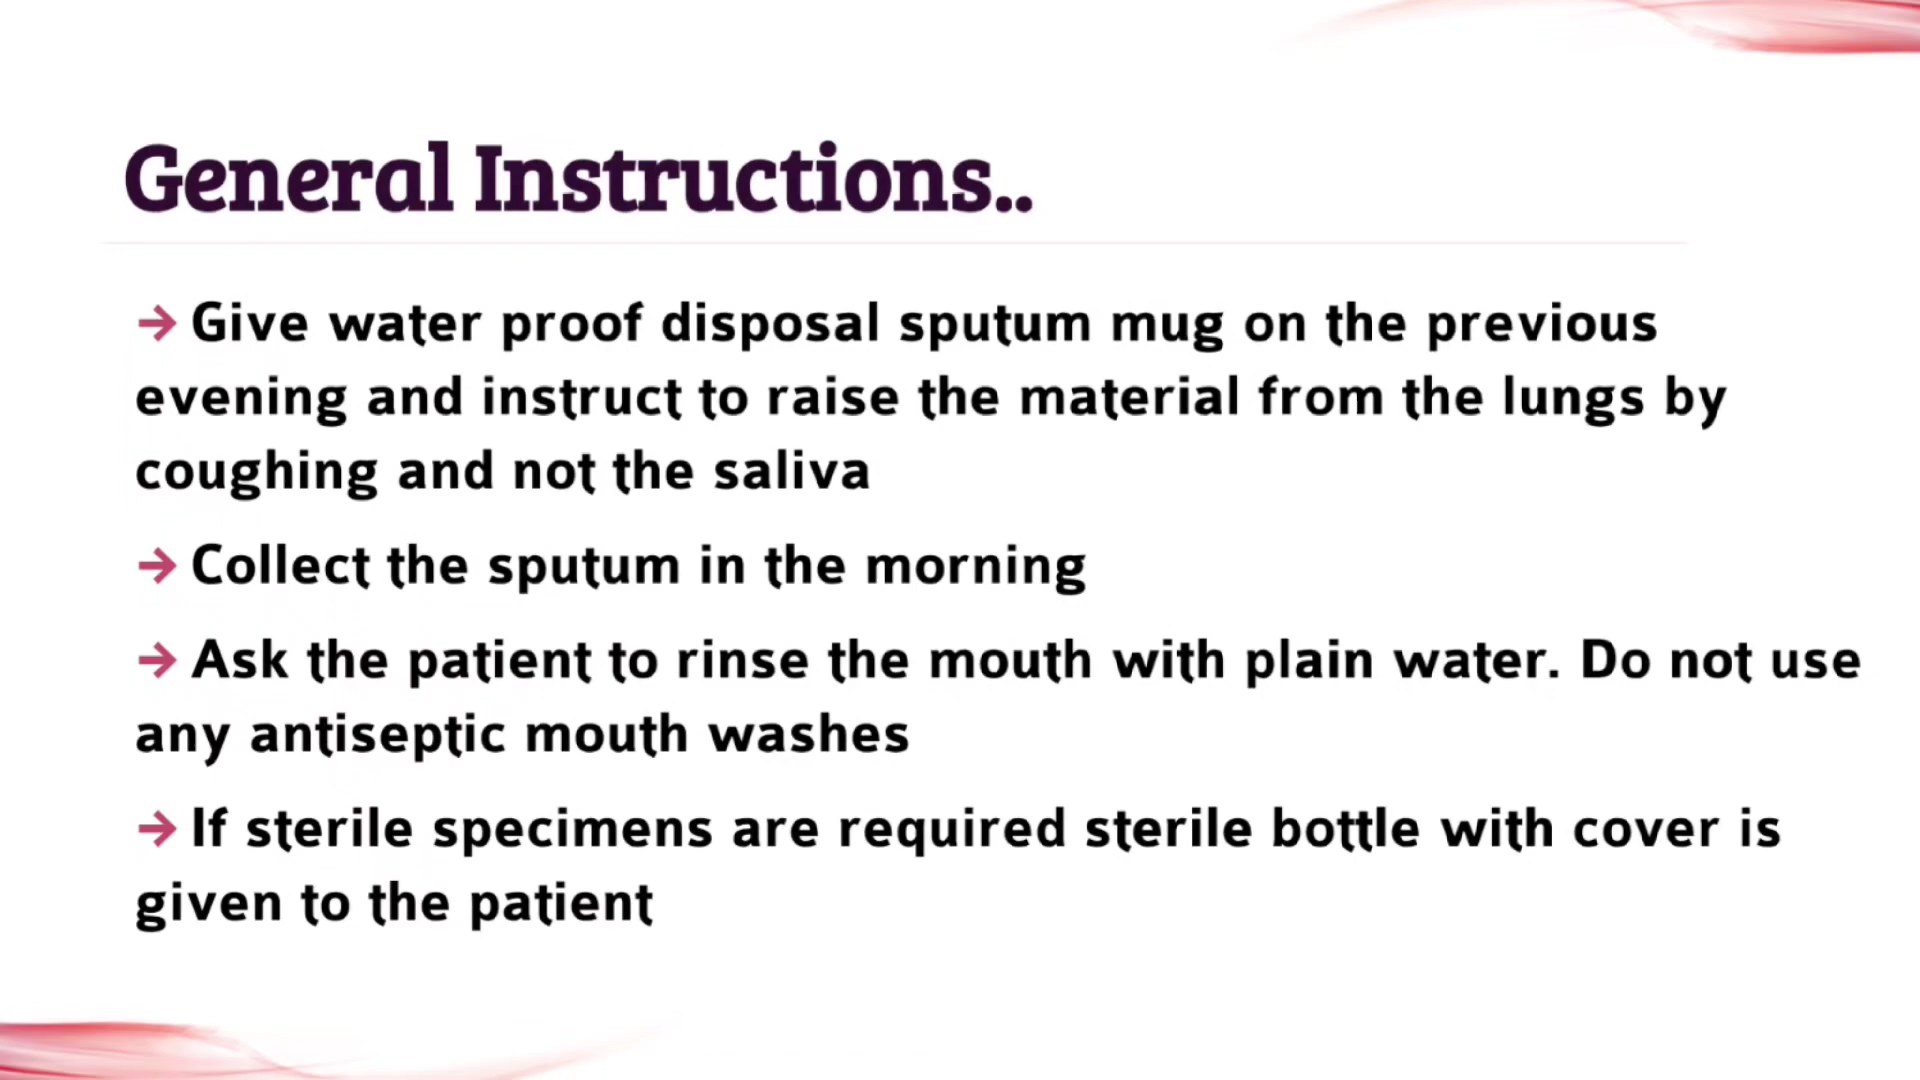 General Instructions..
→ Give water proof disposal sputum mug on the previous
evening and instruct to raise the material from the lungs by
coughing and not the saliva
→ Collect the sputum in the morning
→ Ask the patient to rinse the mouth with plain water. Do not use
any antiseptic mouth washes
→ If sterile specimens are required sterile bottle with cover is
given to the patient